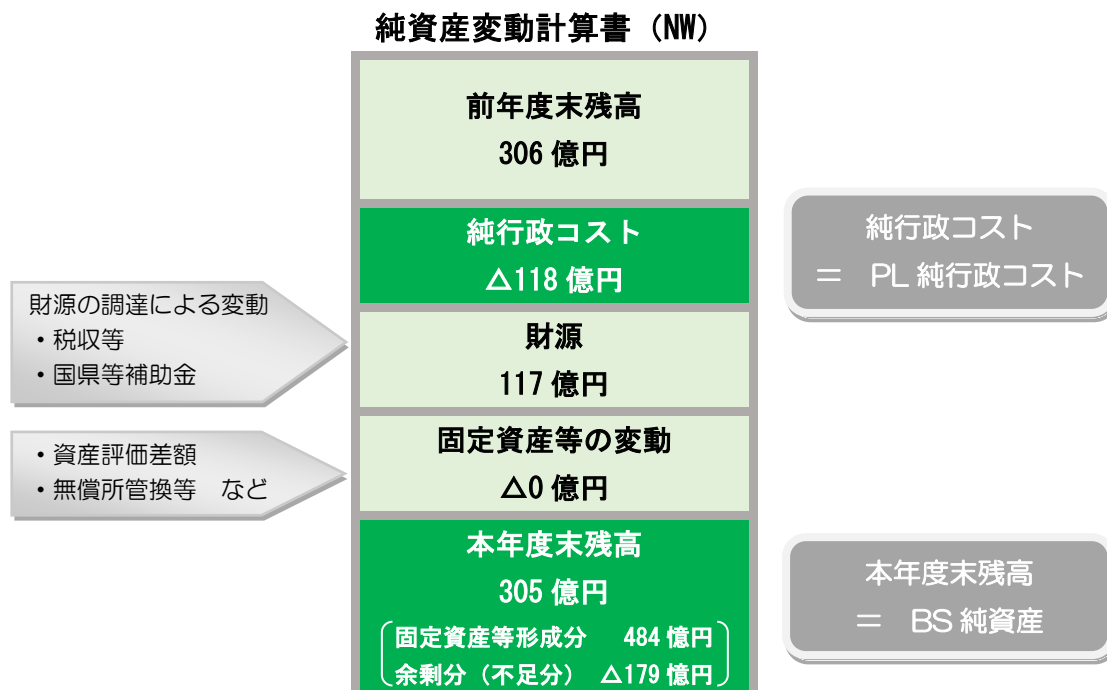 純資産変動計算書（NW）
前年度末残高
306 億円
純行政コスト
△118 億円
財源
117 億円
固定資産等の変動
△0 億円
本年度末残高
305 億円
固定資産等形成分　484 億円
余剰分（不足分）　△179 億円
財源の調達による変動
・税収等
・国県等補助金
・資産評価差額
・無償所管換等　など
純行政コスト
＝　PL 純行政コスト
本年度末残高
＝　BS 純資産